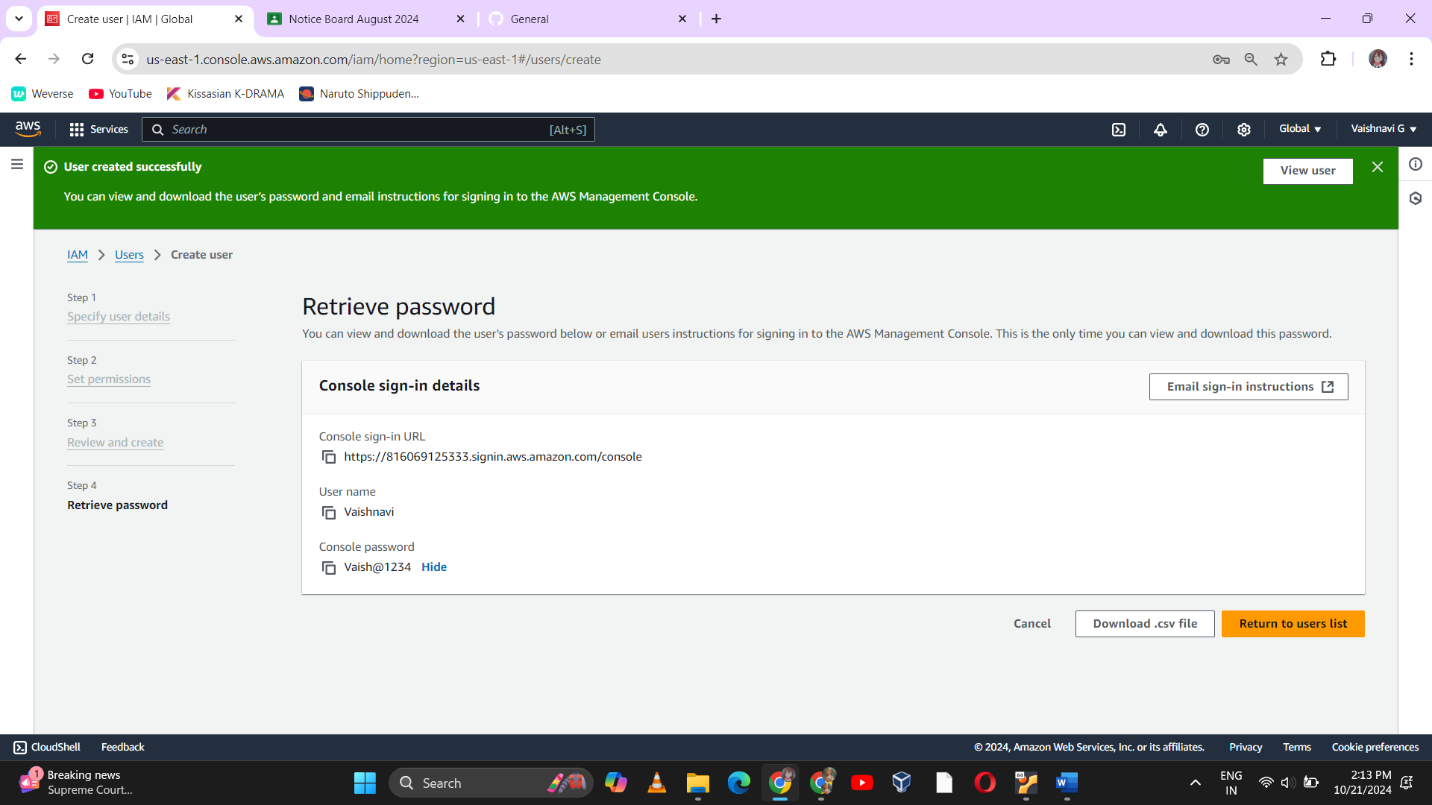 Create user | IAM | Global
Notice Board August 2024
General
us-east-1.console.aws.amazon.com/iam/home?region=us-east-1#/users/create
Weverse
YouTube
Kissasian K-DRAMA
Naruto Shippuden...
aws
Services
Search
[Alt+S]
Global
Vaishnavi G
User created successfully
You can view and download the user's password and email instructions for signing in to the AWS Management Console.
View user
IAM
Users
Create user
Step 1
Specify user details
Step 2
Set permissions
Step 3
Review and create
Step 4
Retrieve password
Retrieve password
You can view and download the user's password below or email users instructions for signing in to the AWS Management Console. This is the only time you can view and download this password.
Console sign-in details
Email sign-in instructions
Console sign-in URL
https://816069125333.signin.aws.amazon.com/console
User name
Vaishnavi
Console password
Vaish@1234 Hide
Cancel
Download .csv file
Return to users list
CloudShell
Feedback
© 2024, Amazon Web Services, Inc. or its affiliates.
Privacy
Terms
Cookie preferences
1
Breaking news
Supreme Court...
Search
ENG
IN
2:13 PM
10/21/2024